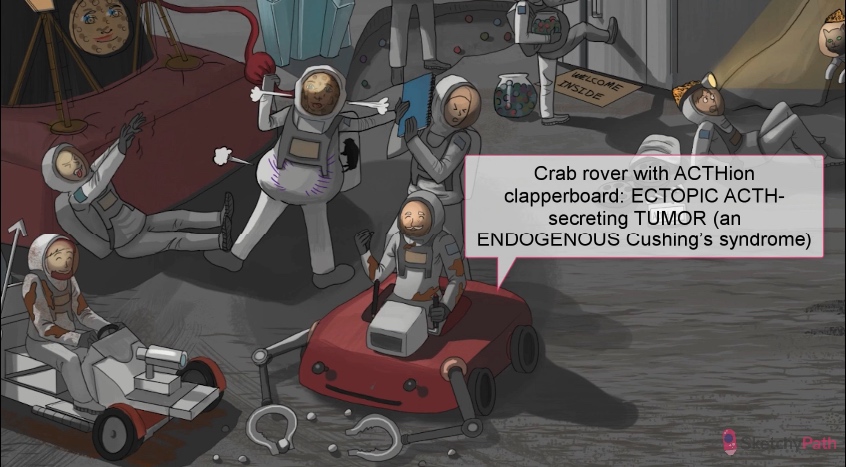 WELCOME
INSIDE
Crab rover with ACTHion
clapperboard: ECTOPIC ACTH-
secreting TUMOR (an
ENDOGENOUS Cushing's syndrome)
SketchyPath